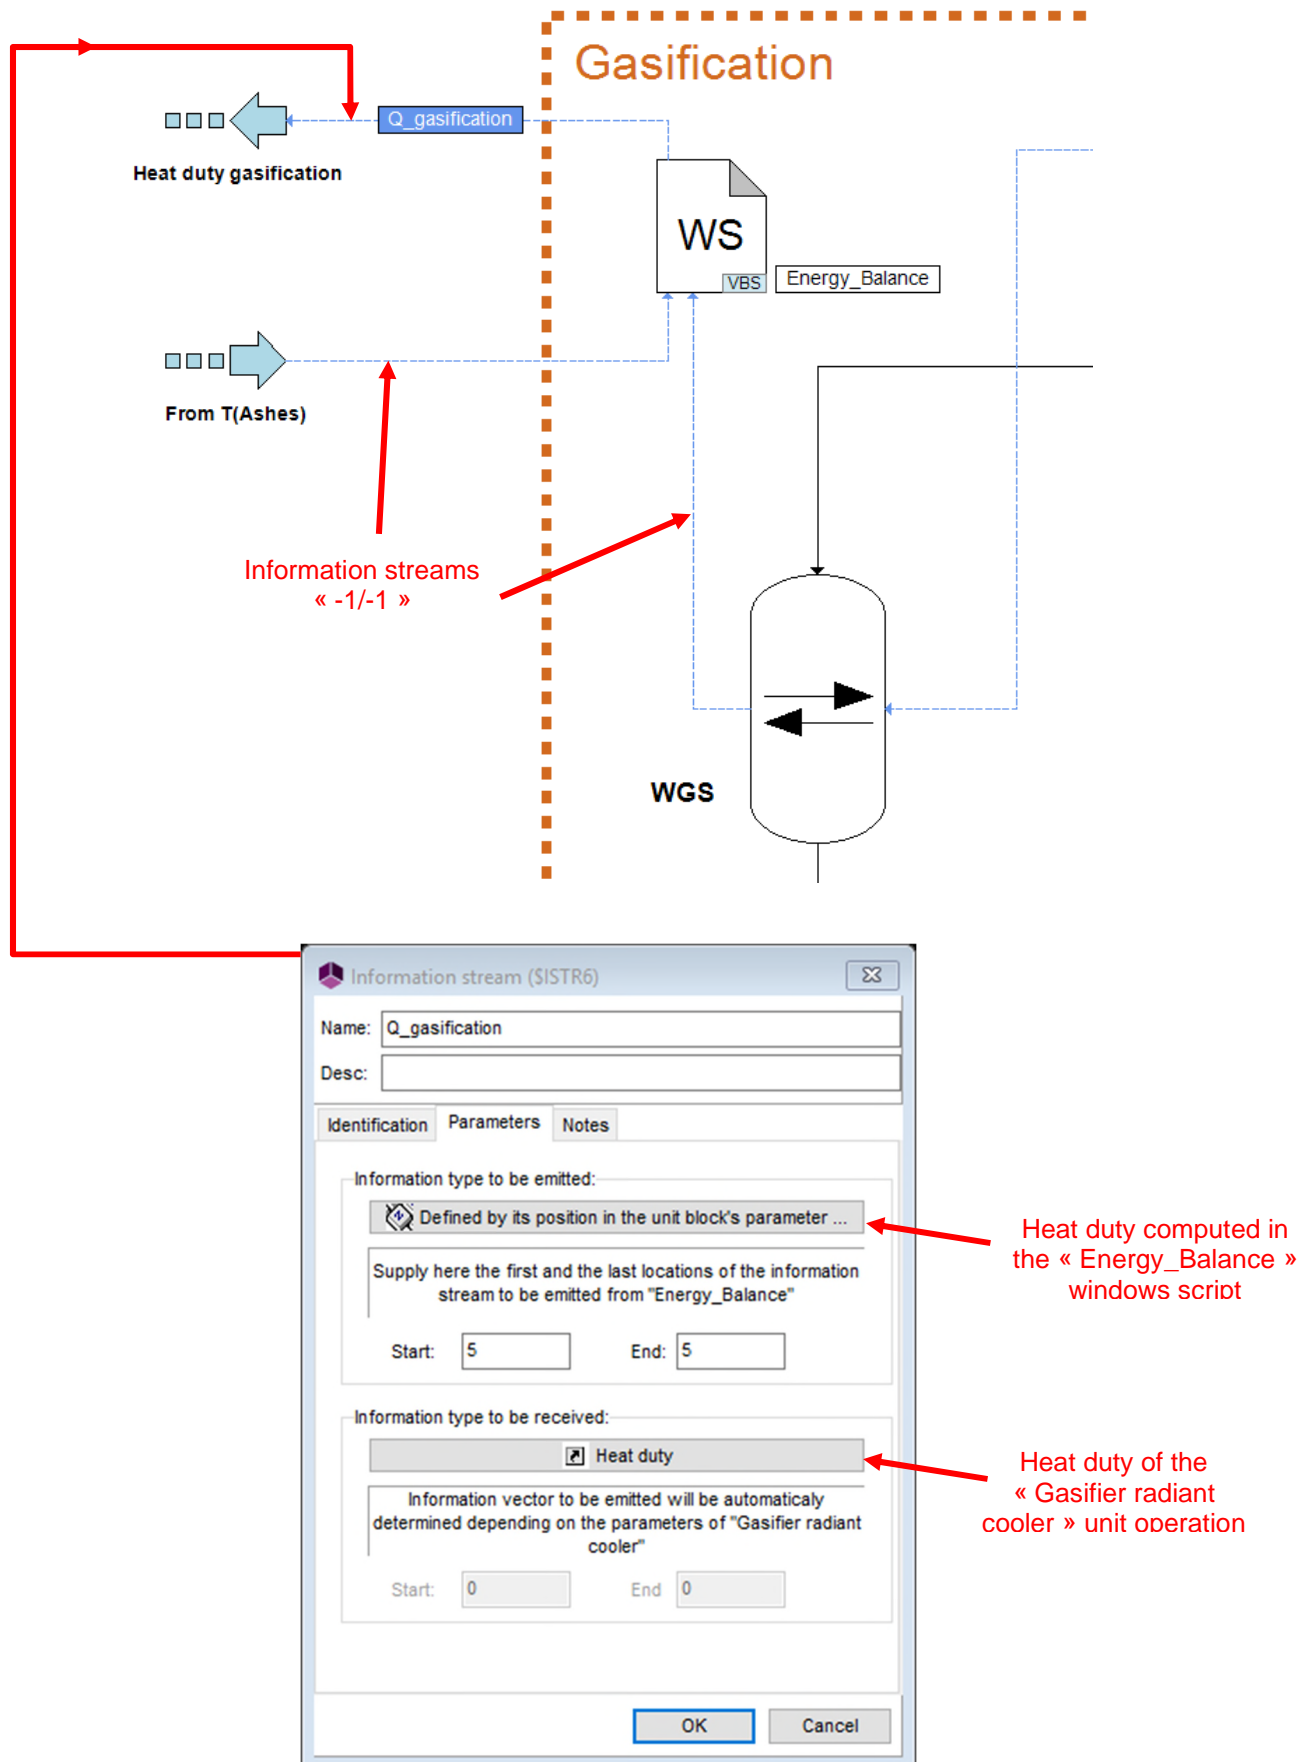 Gasification
Q_gasification
Heat duty gasification
WS
VBS
Energy_Balance
From T(Ashes)
Information streams
« -1/-1 »
WGS
Information stream ($ISTR6)
Name: Q_gasification
Desc:
Identification Parameters Notes
Information type to be emitted:
Defined by its position in the unit block's parameter ...
Supply here the first and the last locations of the information
stream to be emitted from "Energy_Balance"
Start: 5 End: 5
Heat duty computed in
the « Energy_Balance »
windows script
Information type to be received:
Heat duty
Information vector to be emitted will be automaticaly
determined depending on the parameters of "Gasifier radiant
cooler"
Start: 0 End 0
Heat duty of the
« Gasifier radiant
cooler » unit operation
OK Cancel